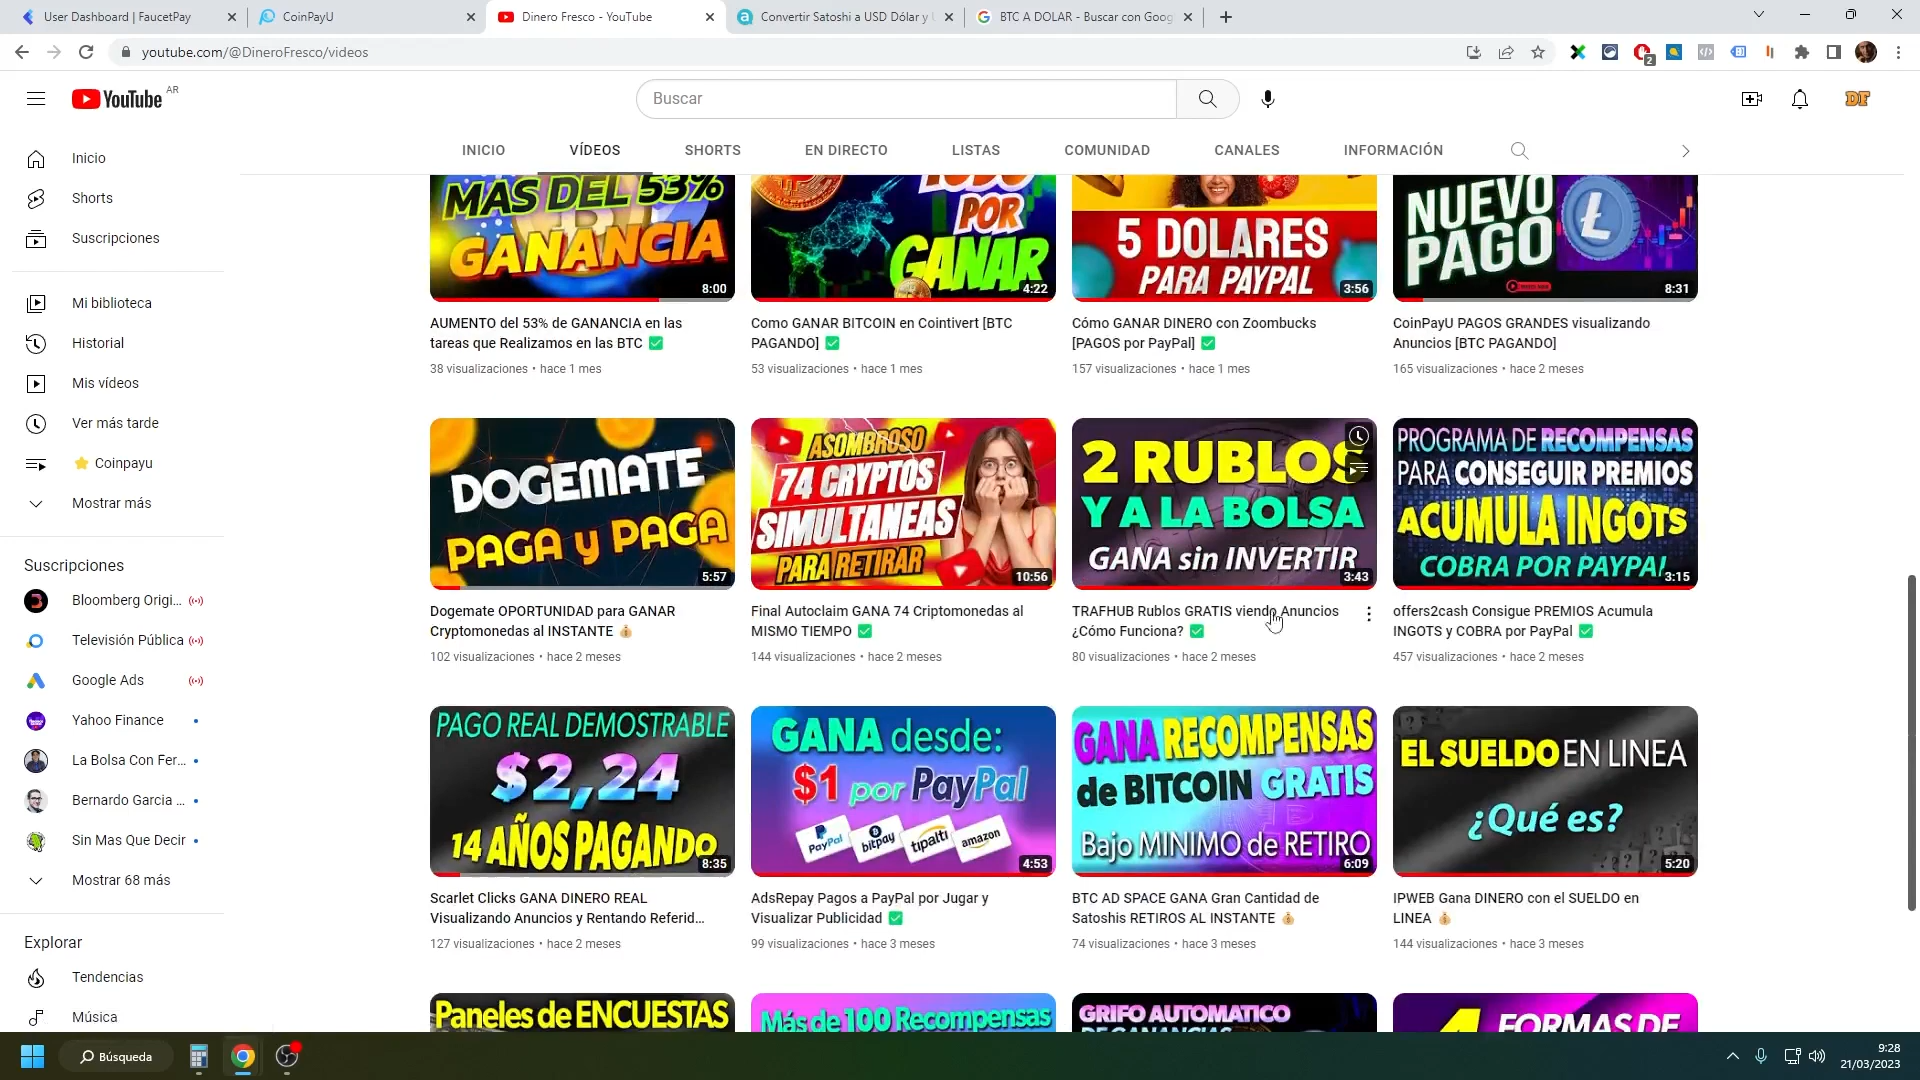 User Dashboard | FaucetPay
CoinPayU
Dinero Fresco - YouTube
Convertir Satoshi a USD Dólar y
BTC A DOLAR - Buscar con Goog
youtube.com/@DineroFresco/videos
2
YouTube AR
Buscar
DF
INICIO
VÍDEOS
SHORTS
EN DIRECTO
LISTAS
COMUNIDAD
CANALES
INFORMACIÓN
Inicio
Shorts
Suscripciones
Mi biblioteca
Historial
Mis vídeos
Ver más tarde
⭐ Coinpayu
Mostrar más
Suscripciones
Bloomberg Origi...
Televisión Pública
Google Ads
Yahoo Finance
La Bolsa Con Fer...
Bernardo Garcia ...
Sin Mas Que Decir
Mostrar 68 más
Explorar
Tendencias
Música
MAS DEL 53%
GANANCIA
8:00
AUMENTO del 53% de GANANCIA en las
tareas que Realizamos en las BTC ✅
38 visualizaciones • hace 1 mes
TODO
POR
GANAR
4:22
Como GANAR BITCOIN en Cointivert [BTC
PAGANDO] ✅
53 visualizaciones • hace 1 mes
5 DOLARES
PARA PAYPAL
3:56
Cómo GANAR DINERO con Zoombucks
[PAGOS por PayPal] ✅
157 visualizaciones • hace 1 mes
NUEVO
PAGO
8:31
CoinPayU PAGOS GRANDES visualizando
Anuncios [BTC PAGANDO]
165 visualizaciones • hace 2 meses
DOGEMATE
PAGA y PAGA
5:57
Dogemate OPORTUNIDAD para GANAR
Cryptomonedas al INSTANTE 💰
102 visualizaciones • hace 2 meses
ASOMBROSO
74 CRYPTOS
SIMULTANEAS
PARA RETIRAR
10:56
Final Autoclaim GANA 74 Criptomonedas al
MISMO TIEMPO ✅
144 visualizaciones • hace 2 meses
2 RUBLOS
Y A LA BOLSA
GANA sin INVERTIR
3:43
TRAFHUB Rublos GRATIS viendo Anuncios
¿Cómo Funciona? ✅
80 visualizaciones • hace 2 meses
PROGRAMA DE RECOMPENSAS
PARA CONSEGUIR PREMIOS
ACUMULA INGOTs
COBRA POR PAYPAL
3:15
offers2cash Consigue PREMIOS Acumula
INGOTS y COBRA por PayPal ✅
457 visualizaciones • hace 2 meses
PAGO REAL DEMOSTRABLE
$2,24
14 AÑOS PAGANDO
8:35
Scarlet Clicks GANA DINERO REAL
Visualizando Anuncios y Rentando Referid...
127 visualizaciones • hace 2 meses
GANA desde:
$1 por PayPal
PayPal
bitpay
tipalti
amazon
4:53
AdsRepay Pagos a PayPal por Jugar y
Visualizar Publicidad ✅
99 visualizaciones • hace 3 meses
GANA RECOMPENSAS
de BITCOIN GRATIS
Bajo MINIMO de RETIRO
6:09
BTC AD SPACE GANA Gran Cantidad de
Satoshis RETIROS AL INSTANTE 💰
74 visualizaciones • hace 3 meses
EL SUELDO EN LINEA
¿Qué es?
5:20
IPWEB Gana DINERO con el SUELDO en
LINEA 💰
144 visualizaciones • hace 3 meses
Paneles de ENCUESTAS
Más de 100 Recompensas
GRIFO AUTOMATICO
DE GANANCIAS
4 FORMAS DE
Búsqueda
9:28
21/03/2023